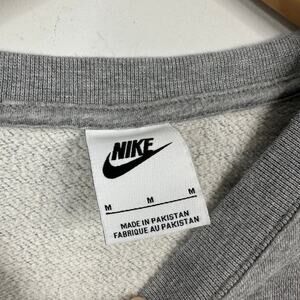 NIKE
M M M
MADE IN PAKISTAN
FABRIQUE AU PAKISTAN